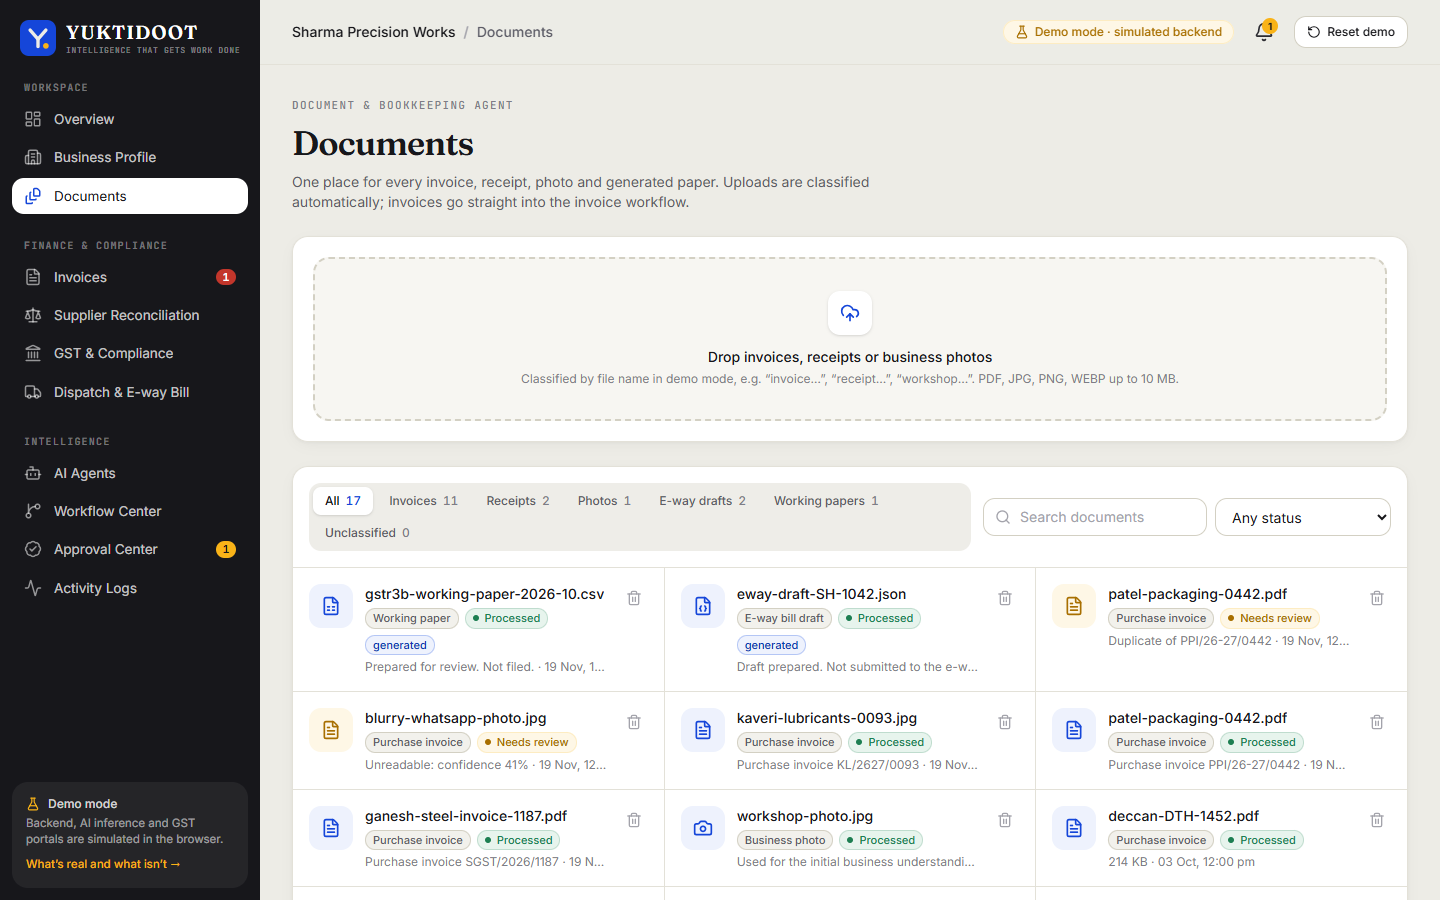 YUKTIDOOT
INTELLIGENCE THAT GETS WORK DONE
WORKSPACE
Overview
Business Profile
Documents
FINANCE & COMPLIANCE
Invoices 1
Supplier Reconciliation
GST & Compliance
Dispatch & E-way Bill
INTELLIGENCE
AI Agents
Workflow Center
Approval Center 1
Activity Logs
Demo mode
Backend, AI inference and GST
portals are simulated in the browser.
What's real and what isn't →
Sharma Precision Works / Documents
Demo mode · simulated backend
1
Reset demo
DOCUMENT & BOOKKEEPING AGENT
Documents
One place for every invoice, receipt, photo and generated paper. Uploads are classified
automatically; invoices go straight into the invoice workflow.
Drop invoices, receipts or business photos
Classified by file name in demo mode, e.g. “invoice…”, “receipt…”, “workshop…”. PDF, JPG, PNG, WEBP up to 10 MB.
All 17 Invoices 11 Receipts 2 Photos 1 E-way drafts 2 Working papers 1
Unclassified 0
Search documents
Any status
gstr3b-working-paper-2026-10.csv
Working paper Processed
generated
Prepared for review. Not filed. · 19 Nov, 1…
eway-draft-SH-1042.json
E-way bill draft Processed
generated
Draft prepared. Not submitted to the e-w…
patel-packaging-0442.pdf
Purchase invoice Needs review
Duplicate of PPI/26-27/0442 · 19 Nov, 12…
blurry-whatsapp-photo.jpg
Purchase invoice Needs review
Unreadable: confidence 41% · 19 Nov, 12…
kaveri-lubricants-0093.jpg
Purchase invoice Processed
Purchase invoice KL/2627/0093 · 19 Nov…
patel-packaging-0442.pdf
Purchase invoice Processed
Purchase invoice PPI/26-27/0442 · 19 N…
ganesh-steel-invoice-1187.pdf
Purchase invoice Processed
Purchase invoice SGST/2026/1187 · 19 N…
workshop-photo.jpg
Business photo Processed
Used for the initial business understandi…
deccan-DTH-1452.pdf
Purchase invoice Processed
214 KB · 03 Oct, 12:00 pm